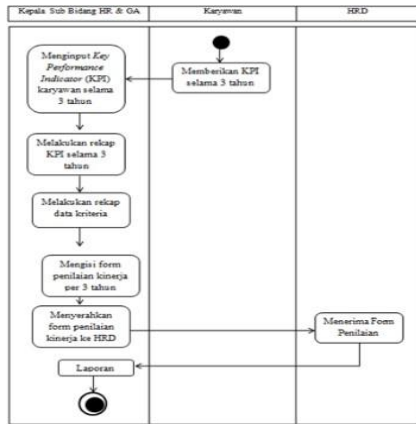 Kepala Sub Bidang HR & GA
Karyawan
HRD
Menginput Key
Performance
Indicator (KPI)
karyawan selama
3 tahun
Memberikan KPI
selama 3 tahun
Melakukan rekap
KPI selama 3
tahun
Melakukan rekap
data kriteria
Mengisi form
penilaian kinerja
per 3 tahun
Menyerahkan
form penilaian
kinerja ke HRD
Menerima Form
Penilaian
Laporan